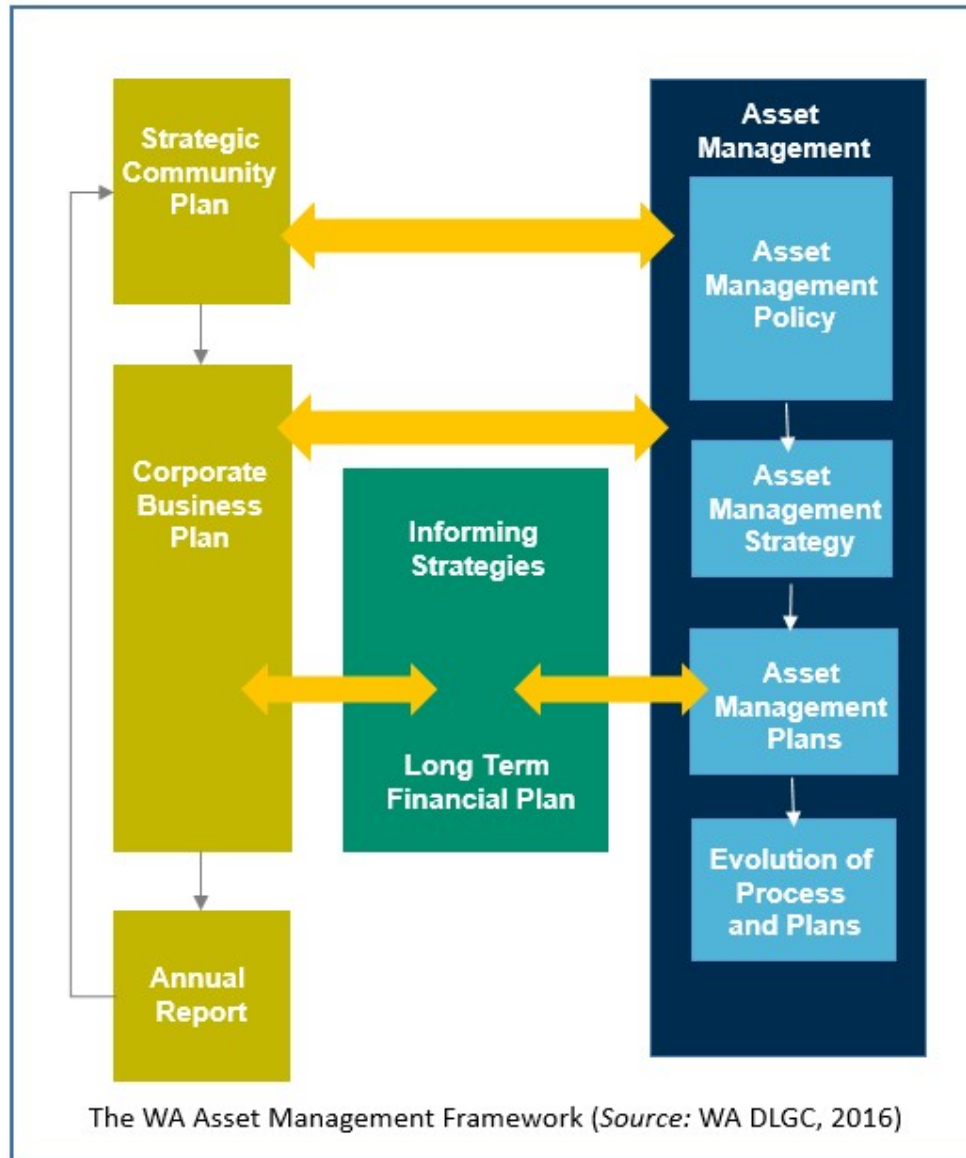 Strategic
Community
Plan
Corporate
Business
Plan
Annual
Report
Informing
Strategies
Long Term
Financial Plan
Asset
Management
Asset
Management
Policy
Asset
Management
Strategy
Asset
Management
Plans
Evolution of
Process
and Plans
The WA Asset Management Framework (Source: WA DLGC, 2016)